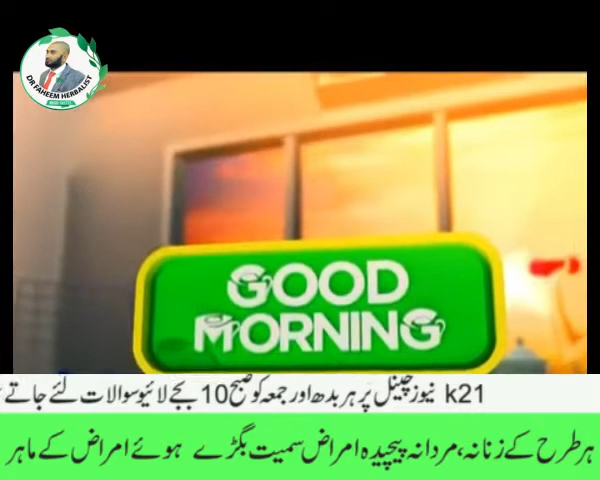 DR FAHEEM HERBALIST
GOOD
MORNING
k21 نیوز چینل پر ہر بدھ اور جمعہ کو صبح 10 بجے لائیو سوالات لئے جاتے
ہر طرح کے زنانہ، مردانہ پیچیدہ امراض سمیت بگڑے ہوئے امراض کے ماہر